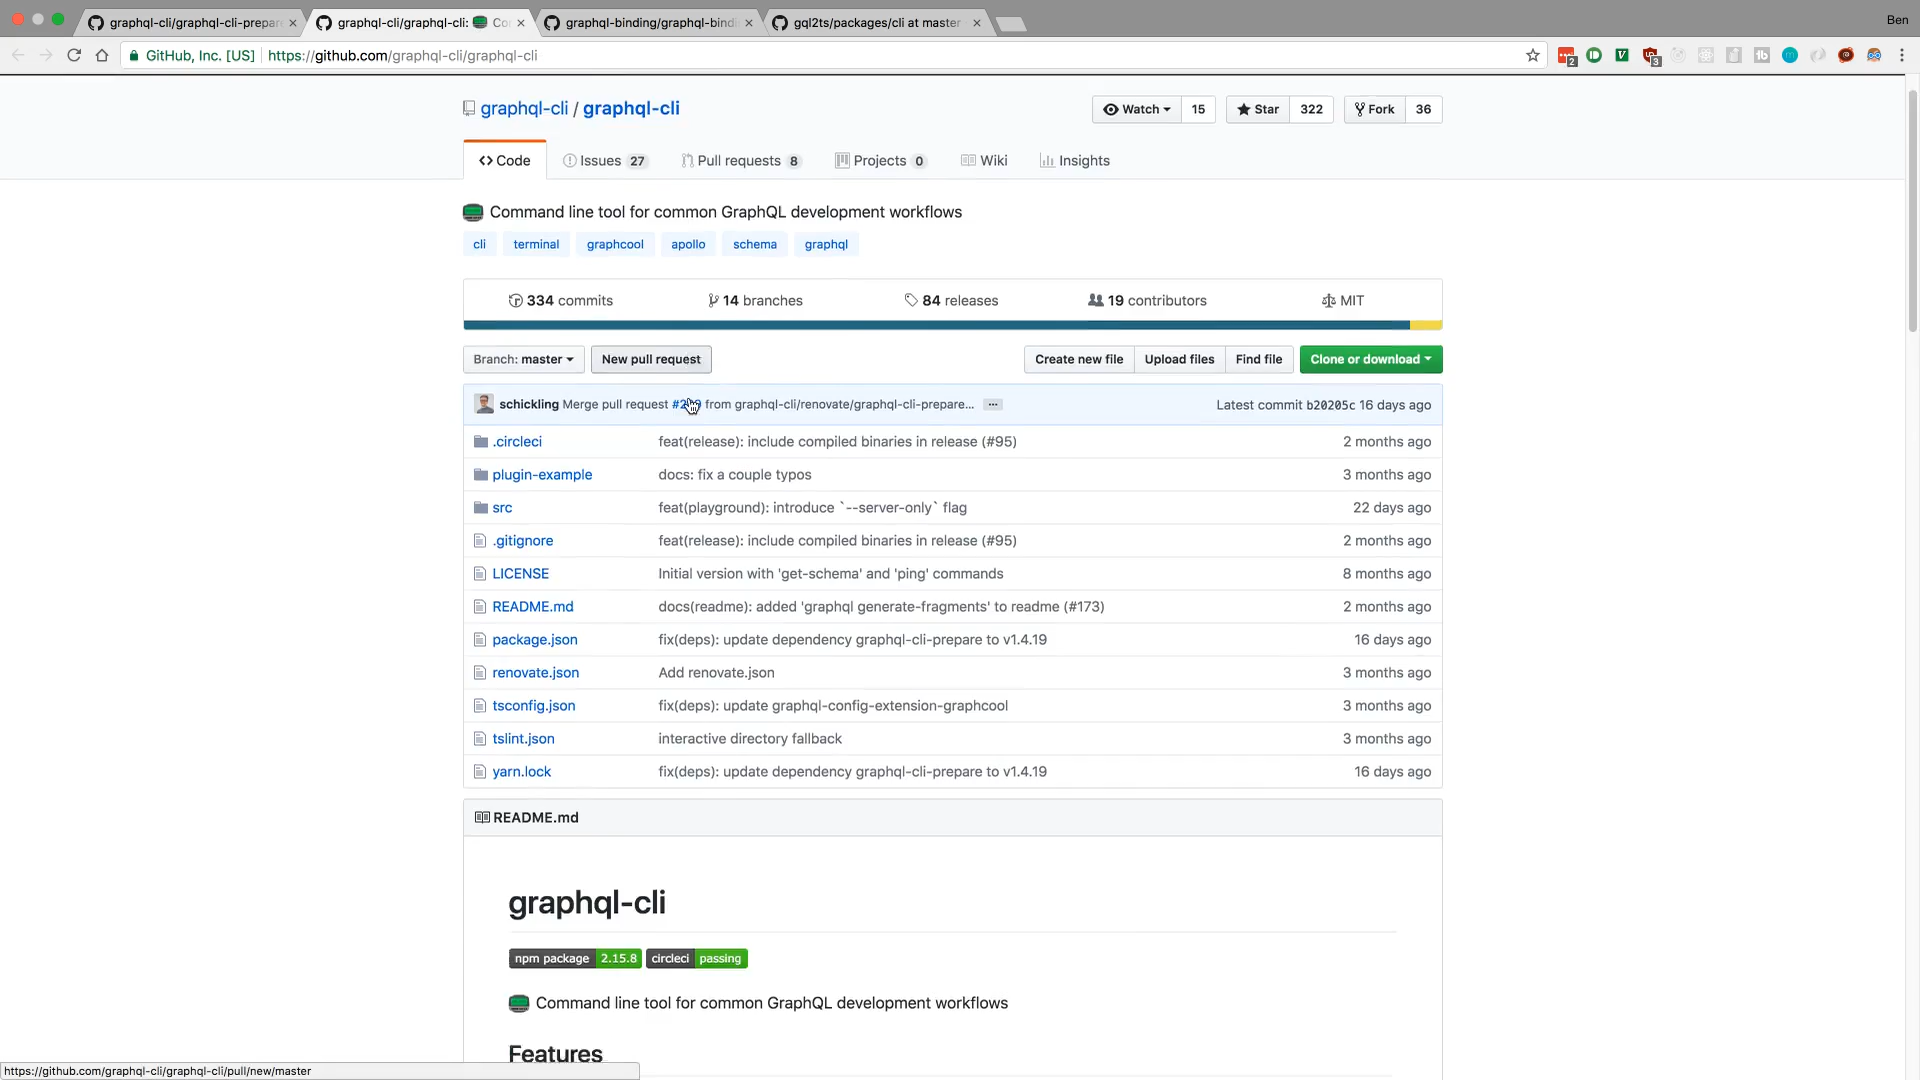 graphql-cli/graphql-cli-prepar
graphql-cli/graphql-cli: Co
graphql-binding/graphql-bindi
gql2ts/packages/cli at master
Ben
GitHub, Inc. [US]
https://github.com/graphql-cli/graphql-cli
2
3
graphql-cli / graphql-cli
Watch 15
Star 322
Fork 36
Code
Issues 27
Pull requests 8
Projects 0
Wiki
Insights
Command line tool for common GraphQL development workflows
cli terminal graphcool apollo schema graphql
334 commits
14 branches
84 releases
19 contributors
MIT
Branch: master
New pull request
Create new file
Upload files
Find file
Clone or download
schickling Merge pull request from graphql-cli/renovate/graphql-cli-prepare... ...
Latest commit b20205c 16 days ago
.circleci feat(release): include compiled binaries in release (#95) 2 months ago
plugin-example docs: fix a couple typos 3 months ago
src feat(playground): introduce `--server-only` flag 22 days ago
.gitignore feat(release): include compiled binaries in release (#95) 2 months ago
LICENSE Initial version with 'get-schema' and 'ping' commands 8 months ago
README.md docs(readme): added 'graphql generate-fragments' to readme (#173) 2 months ago
package.json fix(deps): update dependency graphql-cli-prepare to v1.4.19 16 days ago
renovate.json Add renovate.json 3 months ago
tsconfig.json fix(deps): update graphql-config-extension-graphcool 3 months ago
tslint.json interactive directory fallback 3 months ago
yarn.lock fix(deps): update dependency graphql-cli-prepare to v1.4.19 16 days ago
README.md
graphql-cli
npm package 2.15.8 circleci passing
Command line tool for common GraphQL development workflows
Features
https://github.com/graphql-cli/graphql-cli/pull/new/master